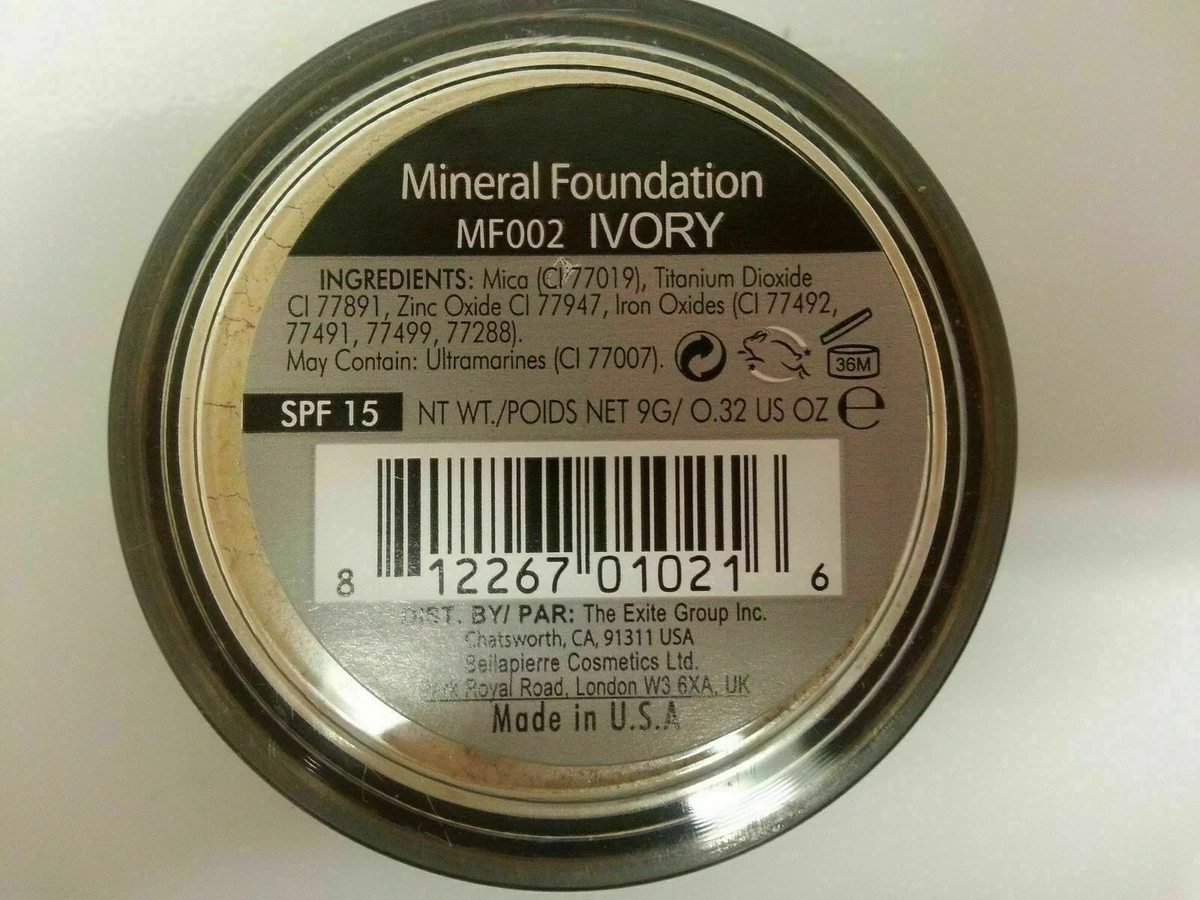 Mineral Foundation
MF002 IVORY
INGREDIENTS: Mica (CI 77019), Titanium Dioxide
CI 77891, Zinc Oxide CI 77947, Iron Oxides (CI 77492,
77491, 77499, 77288).
May Contain: Ultramarines (CI 77007).
36M
SPF 15 NT WT./POIDS NET 9G/ 0.32 US OZ e
8 12267 01021 6
DIST. BY/ PAR: The Exite Group Inc.
Chatsworth, CA, 91311 USA
Bellapierre Cosmetics Ltd.
Park Royal Road, London W3 6XA, UK
Made in U.S.A